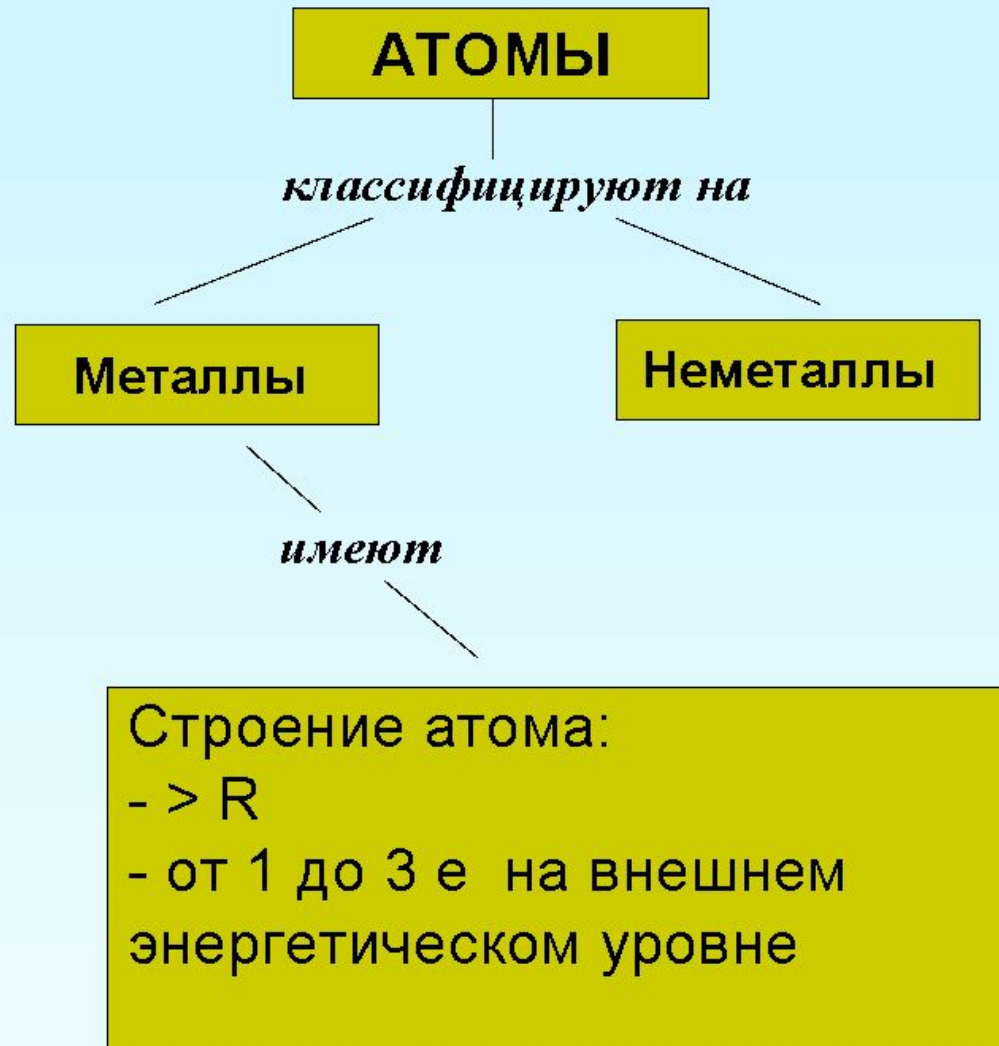 АТОМЫ
классифицируют на
Металлы
Неметаллы
имеют
Строение атома:
- > R
- от 1 до 3 е на внешнем
энергетическом уровне